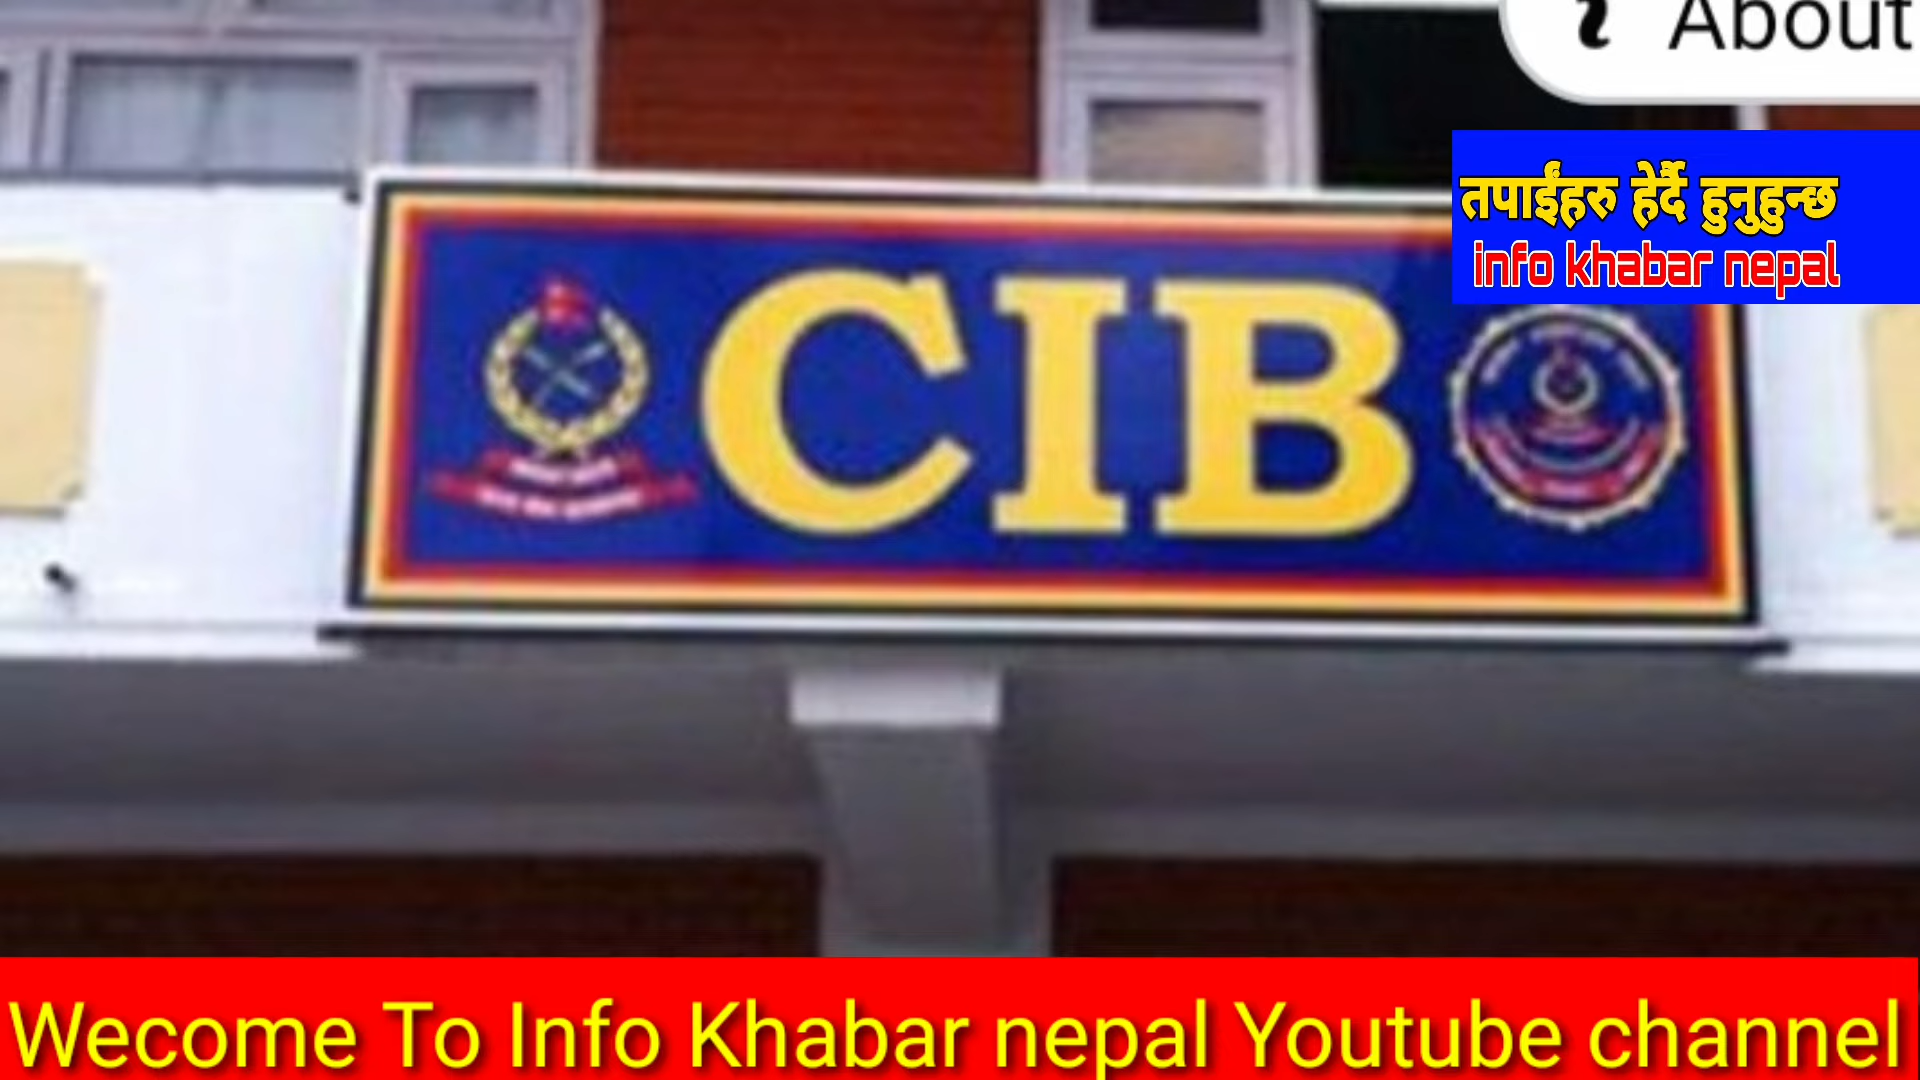 i About
तपाईंहरु हेर्दै हुनुहुन्छ
info khabar nepal
CIB
Wecome To Info Khabar nepal Youtube channel